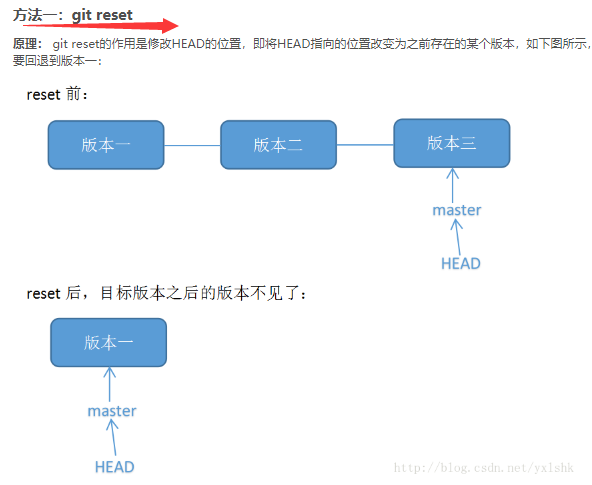 方法一：git reset
原理： git reset的作用是修改HEAD的位置，即将HEAD指向的位置改变为之前存在的某个版本，如下图所示，
要回退到版本一：
reset 前：
版本一
版本二
版本三
master
HEAD
reset 后，目标版本之后的版本不见了：
版本一
master
HEAD
http://blog.csdn.net/yxlshk